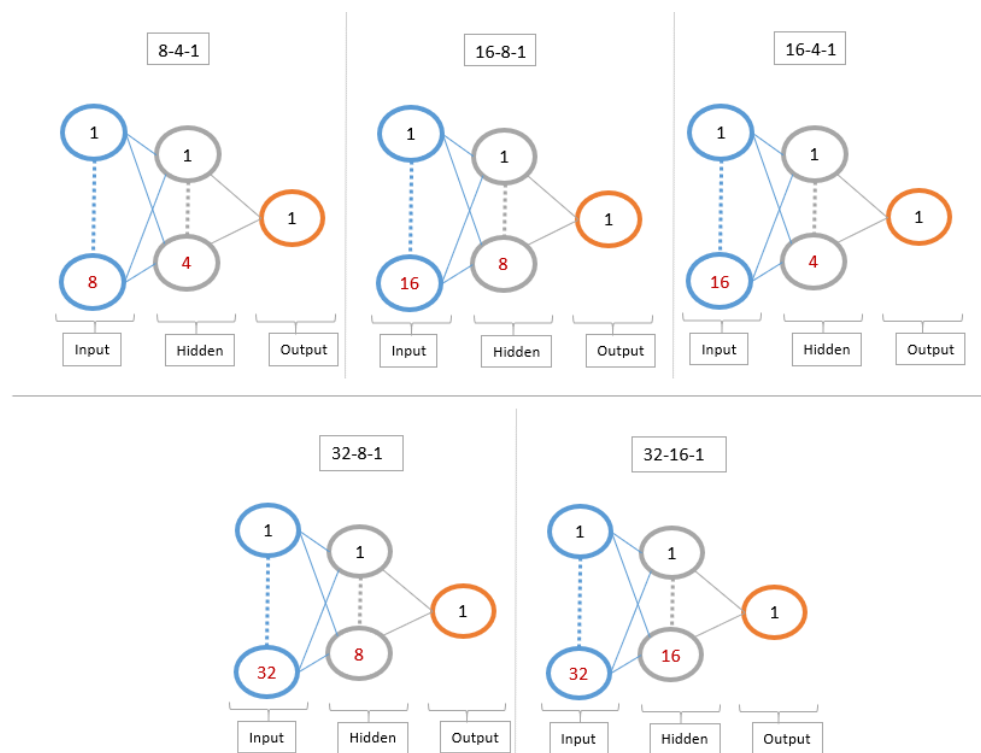 8-4-1
16-8-1
16-4-1
1
1
8
4
1
Input
Hidden
Output
1
1
16
8
1
Input
Hidden
Output
1
1
16
4
1
Input
Hidden
Output
32-8-1
32-16-1
1
1
32
8
1
Input
Hidden
Output
1
1
32
16
1
Input
Hidden
Output